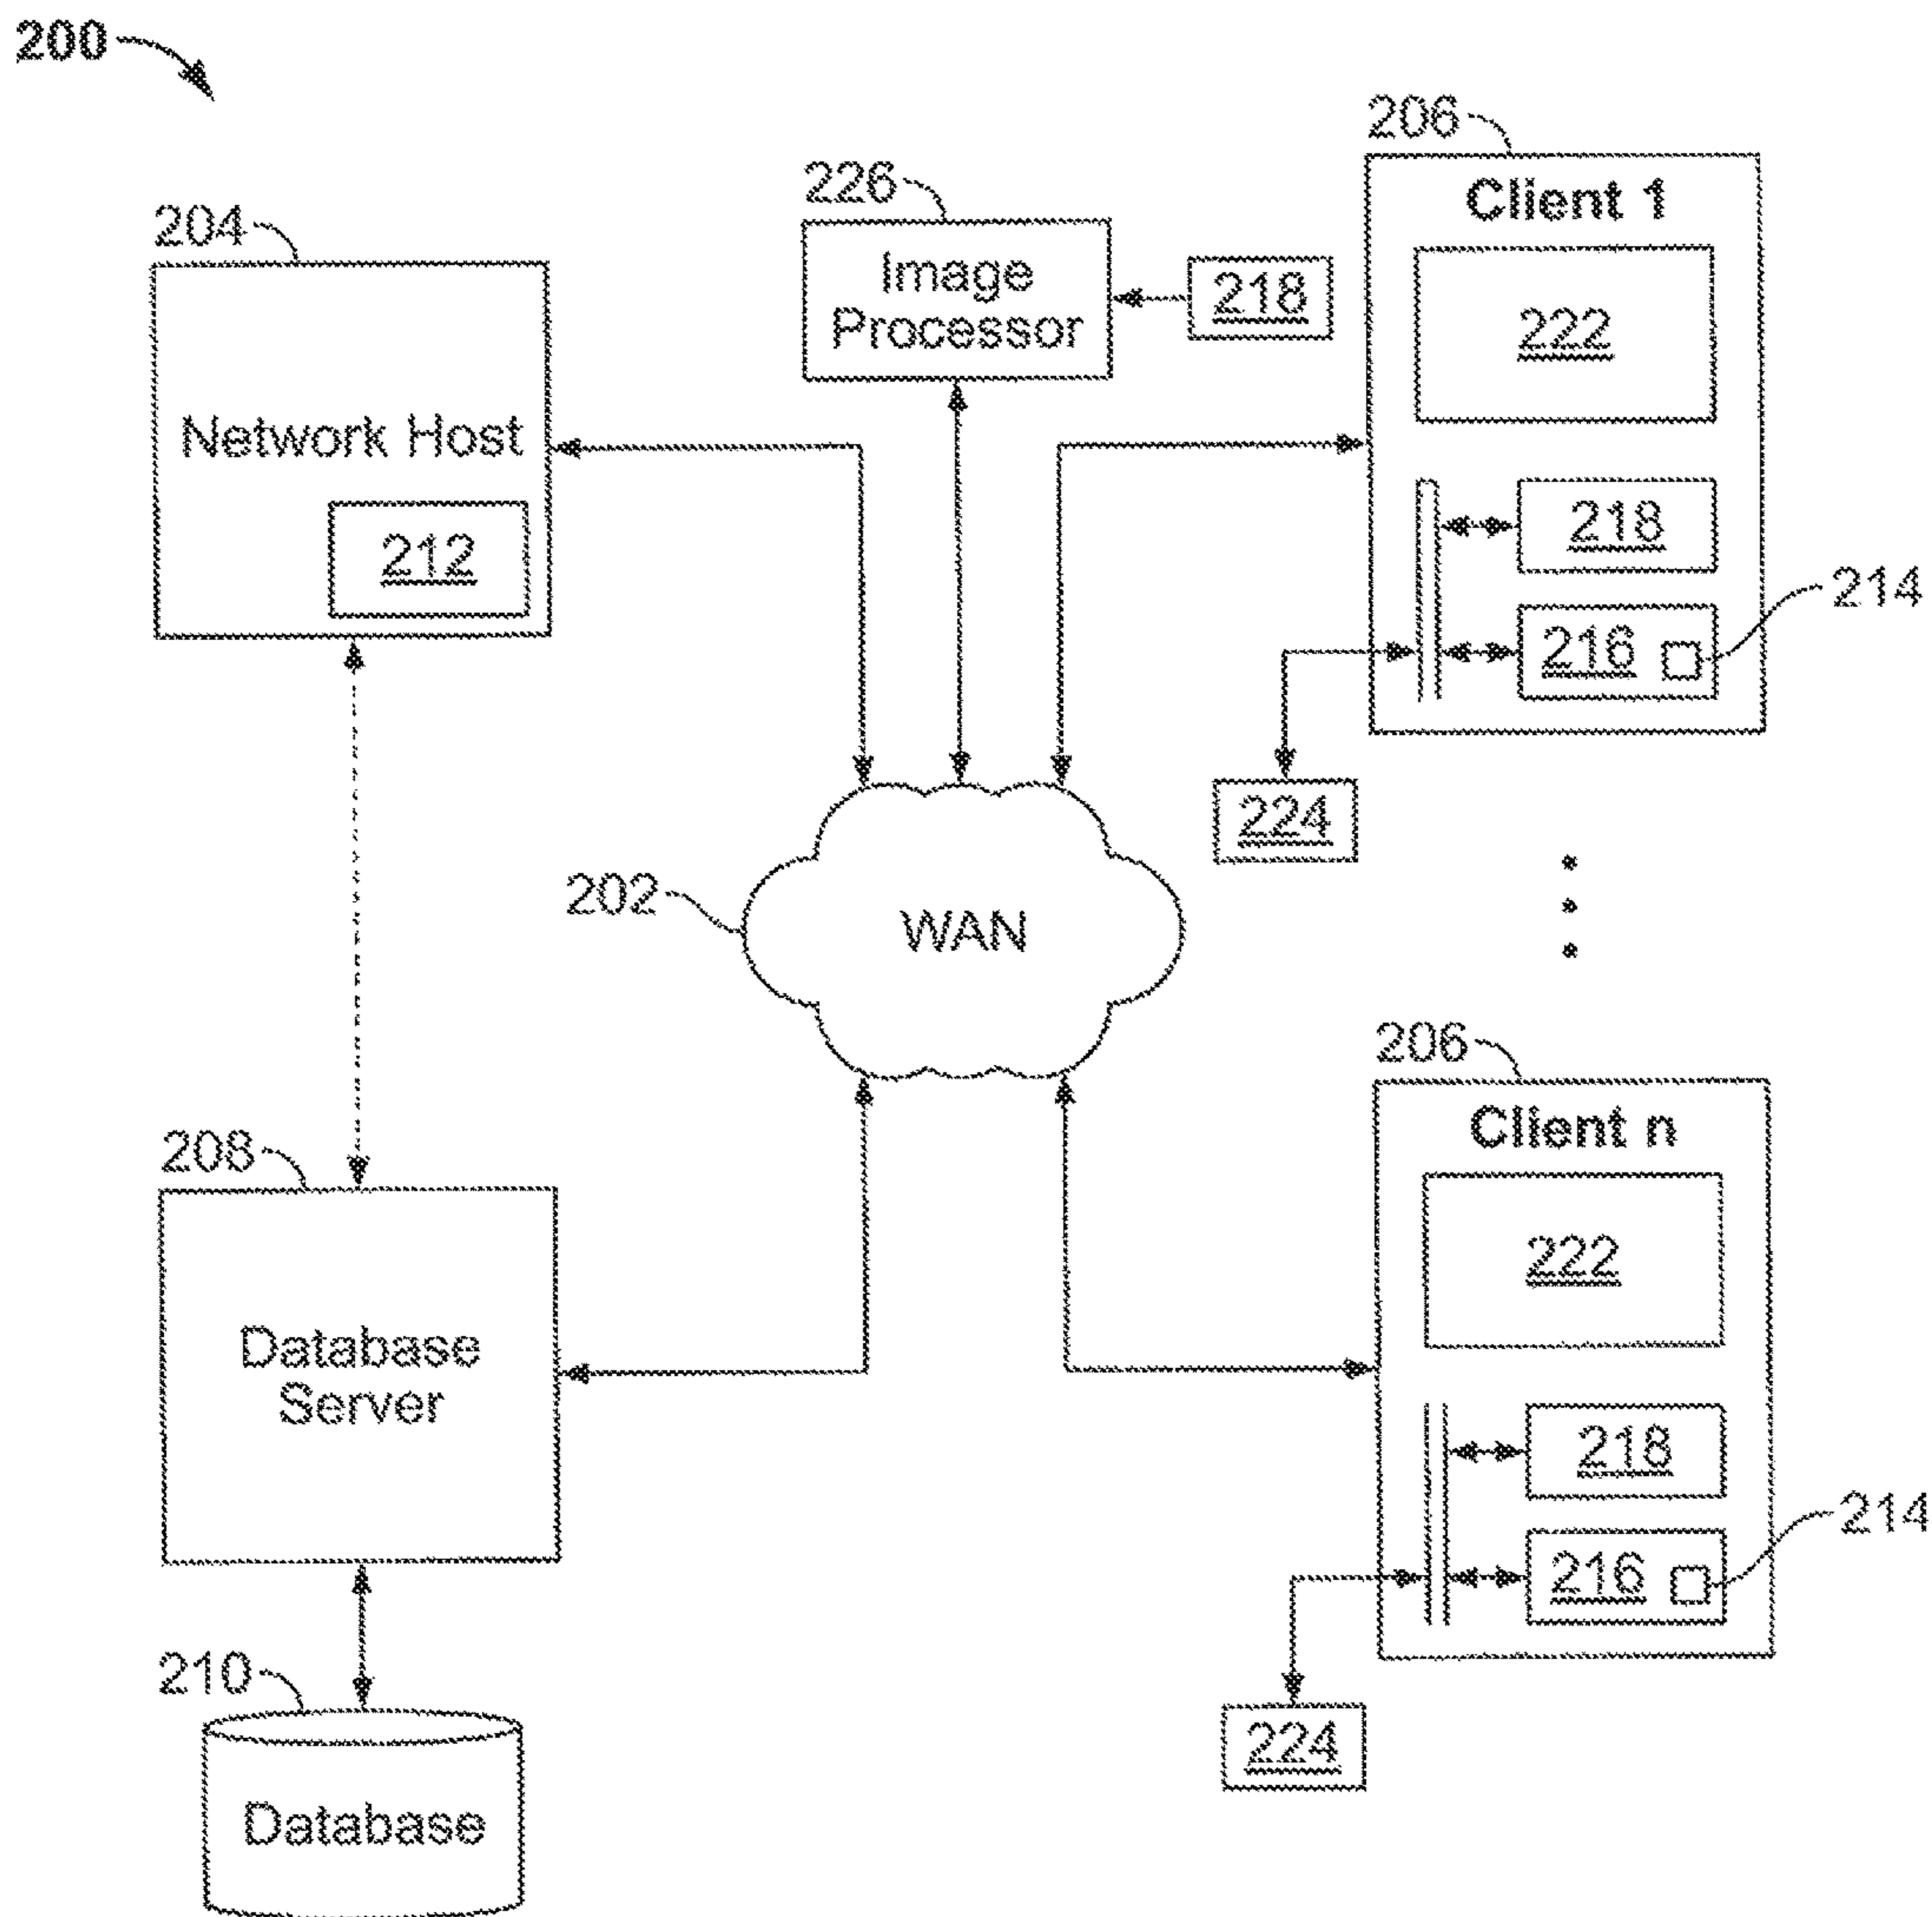 200
206
Client 1
226
204
Image
Processor
218
222
Network Host
212
218
214
216
224
202
WAN
206
Client n
208
222
Database
Server
218
214
216
210
224
Database